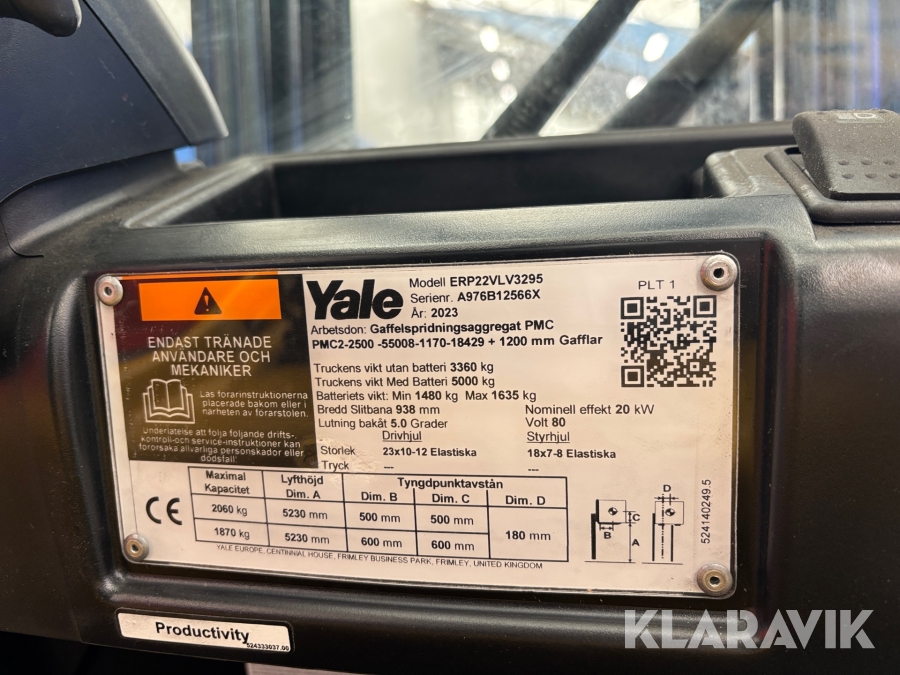 Yale
Modell ERP22VLV3295
Serienr. A976B12566X
År: 2023
PLT 1
Arbetsdon: Gaffelspridningsaggregat PMC
PMC2-2500 -55008-1170-18429 + 1200 mm Gafflar
ENDAST TRÄNADE
ANVÄNDARE OCH
MEKANIKER
Läs förarinstruktionerna
placerade bakom eller i
närheten av förarstolen.
Underlåtelse att följa följande drifts-,
kontroll-och service-instruktioner kan
förorsaka allvarliga personskador eller
dödsfall.
Truckens vikt utan batteri 3360 kg
Truckens vikt Med Batteri 5000 kg
Batteriets vikt: Min 1480 kg Max 1635 kg
Bredd Slitbana 938 mm Nominell effekt 20 kW
Lutning bakåt 5.0 Grader Volt 80
Drivhjul Styrhjul
Storlek 23x10-12 Elastiska 18x7-8 Elastiska
Tryck --- ---
Maximal Kapacitet Lyfthöjd Dim. A Tyngdpunktavstån
Dim. B Dim. C Dim. D
2060 kg 5230 mm 500 mm 500 mm 180 mm
1870 kg 5230 mm 600 mm 600 mm
CE
D
C
B
A
524140249.5
YALE EUROPE, CENTINNIAL HOUSE, FRIMLEY BUSINESS PARK, FRIMLEY, UNITED KINGDOM
Productivity
524333037.00
KLARAVIK